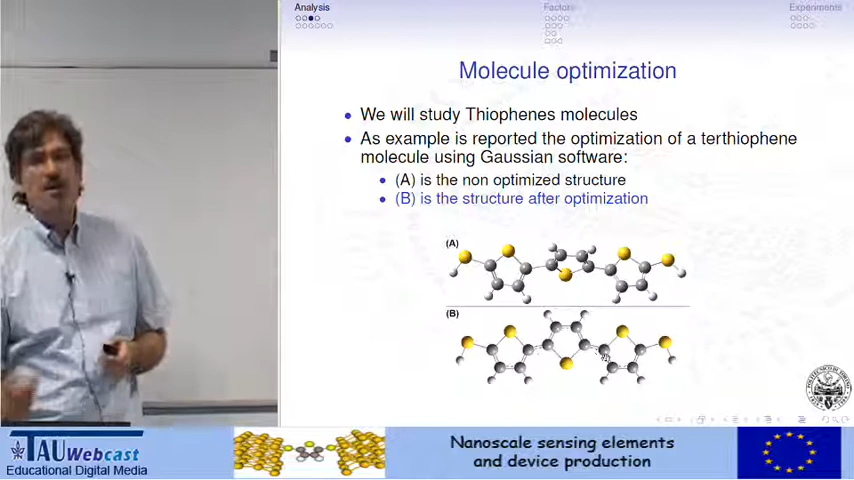 Analysis
Factors
Experiments
Molecule optimization
We will study Thiophenes molecules
As example is reported the optimization of a terthiophene
molecule using Gaussian software:
(A) is the non optimized structure
(B) is the structure after optimization
(A)
(B)
TAU Webcast
Educational Digital Media
Nanoscale sensing elements
and device production